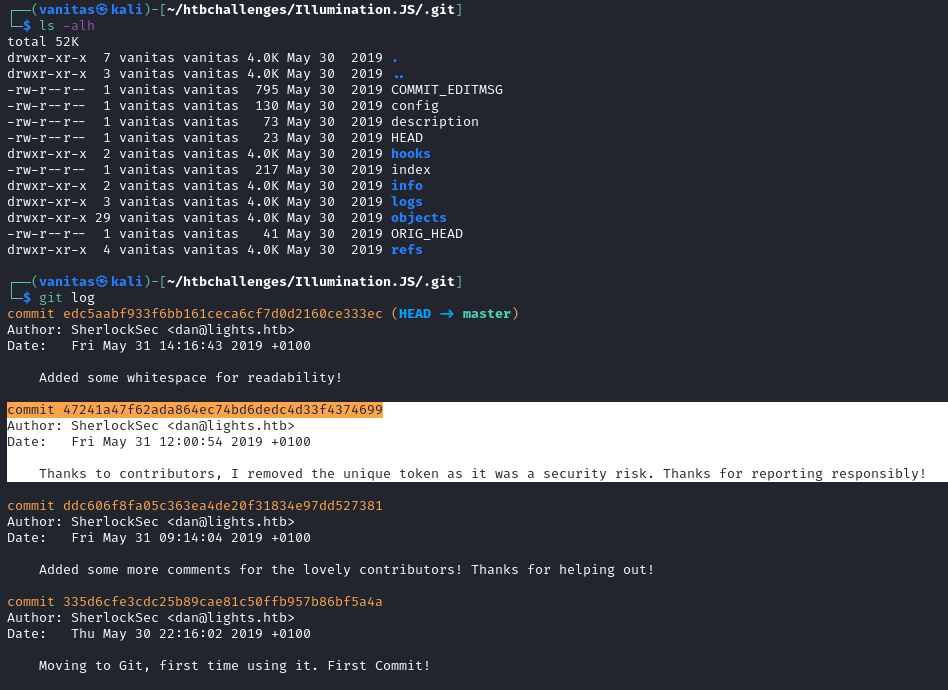 ┌──(vanitas㉿kali)-[~/htbchallenges/Illumination.JS/.git]
└─$ ls -alh
total 52K
drwxr-xr-x  7 vanitas vanitas 4.0K May 30  2019 .
drwxr-xr-x  3 vanitas vanitas 4.0K May 30  2019 ..
-rw-r--r--  1 vanitas vanitas  795 May 30  2019 COMMIT_EDITMSG
-rw-r--r--  1 vanitas vanitas  130 May 30  2019 config
-rw-r--r--  1 vanitas vanitas   73 May 30  2019 description
-rw-r--r--  1 vanitas vanitas   23 May 30  2019 HEAD
drwxr-xr-x  2 vanitas vanitas 4.0K May 30  2019 hooks
-rw-r--r--  1 vanitas vanitas  217 May 30  2019 index
drwxr-xr-x  2 vanitas vanitas 4.0K May 30  2019 info
drwxr-xr-x  3 vanitas vanitas 4.0K May 30  2019 logs
drwxr-xr-x 29 vanitas vanitas 4.0K May 30  2019 objects
-rw-r--r--  1 vanitas vanitas   41 May 30  2019 ORIG_HEAD
drwxr-xr-x  4 vanitas vanitas 4.0K May 30  2019 refs
┌──(vanitas㉿kali)-[~/htbchallenges/Illumination.JS/.git]
└─$ git log
commit edc5aabf933f6bb161ceca6cf7d0d2160ce333ec (HEAD -> master)
Author: SherlockSec <dan@lights.htb>
Date:   Fri May 31 14:16:43 2019 +0100
    Added some whitespace for readability!
commit 47241a47f62ada864ec74bd6dedc4d33f4374699
Author: SherlockSec <dan@lights.htb>
Date:   Fri May 31 12:00:54 2019 +0100
    Thanks to contributors, I removed the unique token as it was a security risk. Thanks for reporting responsibly!
commit ddc606f8fa05c363ea4de20f31834e97dd527381
Author: SherlockSec <dan@lights.htb>
Date:   Fri May 31 09:14:04 2019 +0100
    Added some more comments for the lovely contributors! Thanks for helping out!
commit 335d6cfe3cdc25b89cae81c50ffb957b86bf5a4a
Author: SherlockSec <dan@lights.htb>
Date:   Thu May 30 22:16:02 2019 +0100
    Moving to Git, first time using it. First Commit!